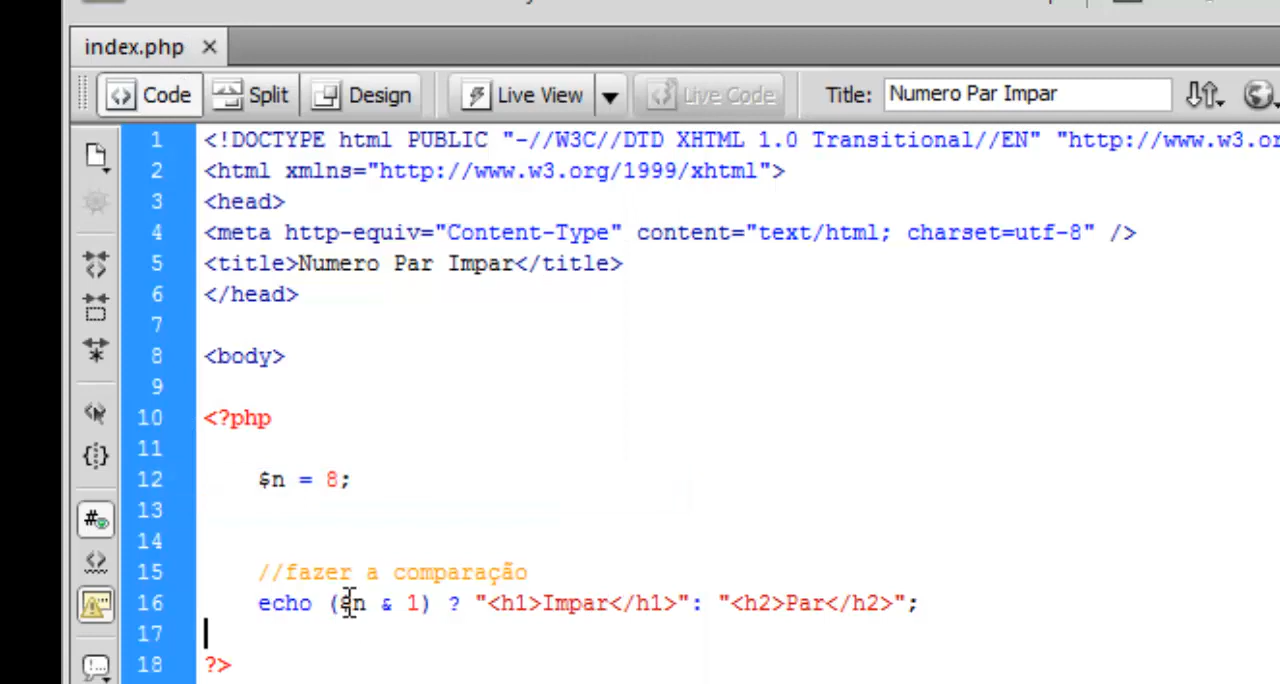 index.php
Code Split Design Live View Live Code Title: Numero Par Impar
1 <!DOCTYPE html PUBLIC "-//W3C//DTD XHTML 1.0 Transitional//EN" "http://www.w3.or
2 <html xmlns="http://www.w3.org/1999/xhtml">
3 <head>
4 <meta http-equiv="Content-Type" content="text/html; charset=utf-8" />
5 <title>Numero Par Impar</title>
6 </head>
7
8 <body>
9
10 <?php
11
12 $n = 8;
13
14
15 //fazer a comparação
16 echo ($n & 1) ? "<h1>Impar</h1>": "<h2>Par</h2>";
17
18 ?>